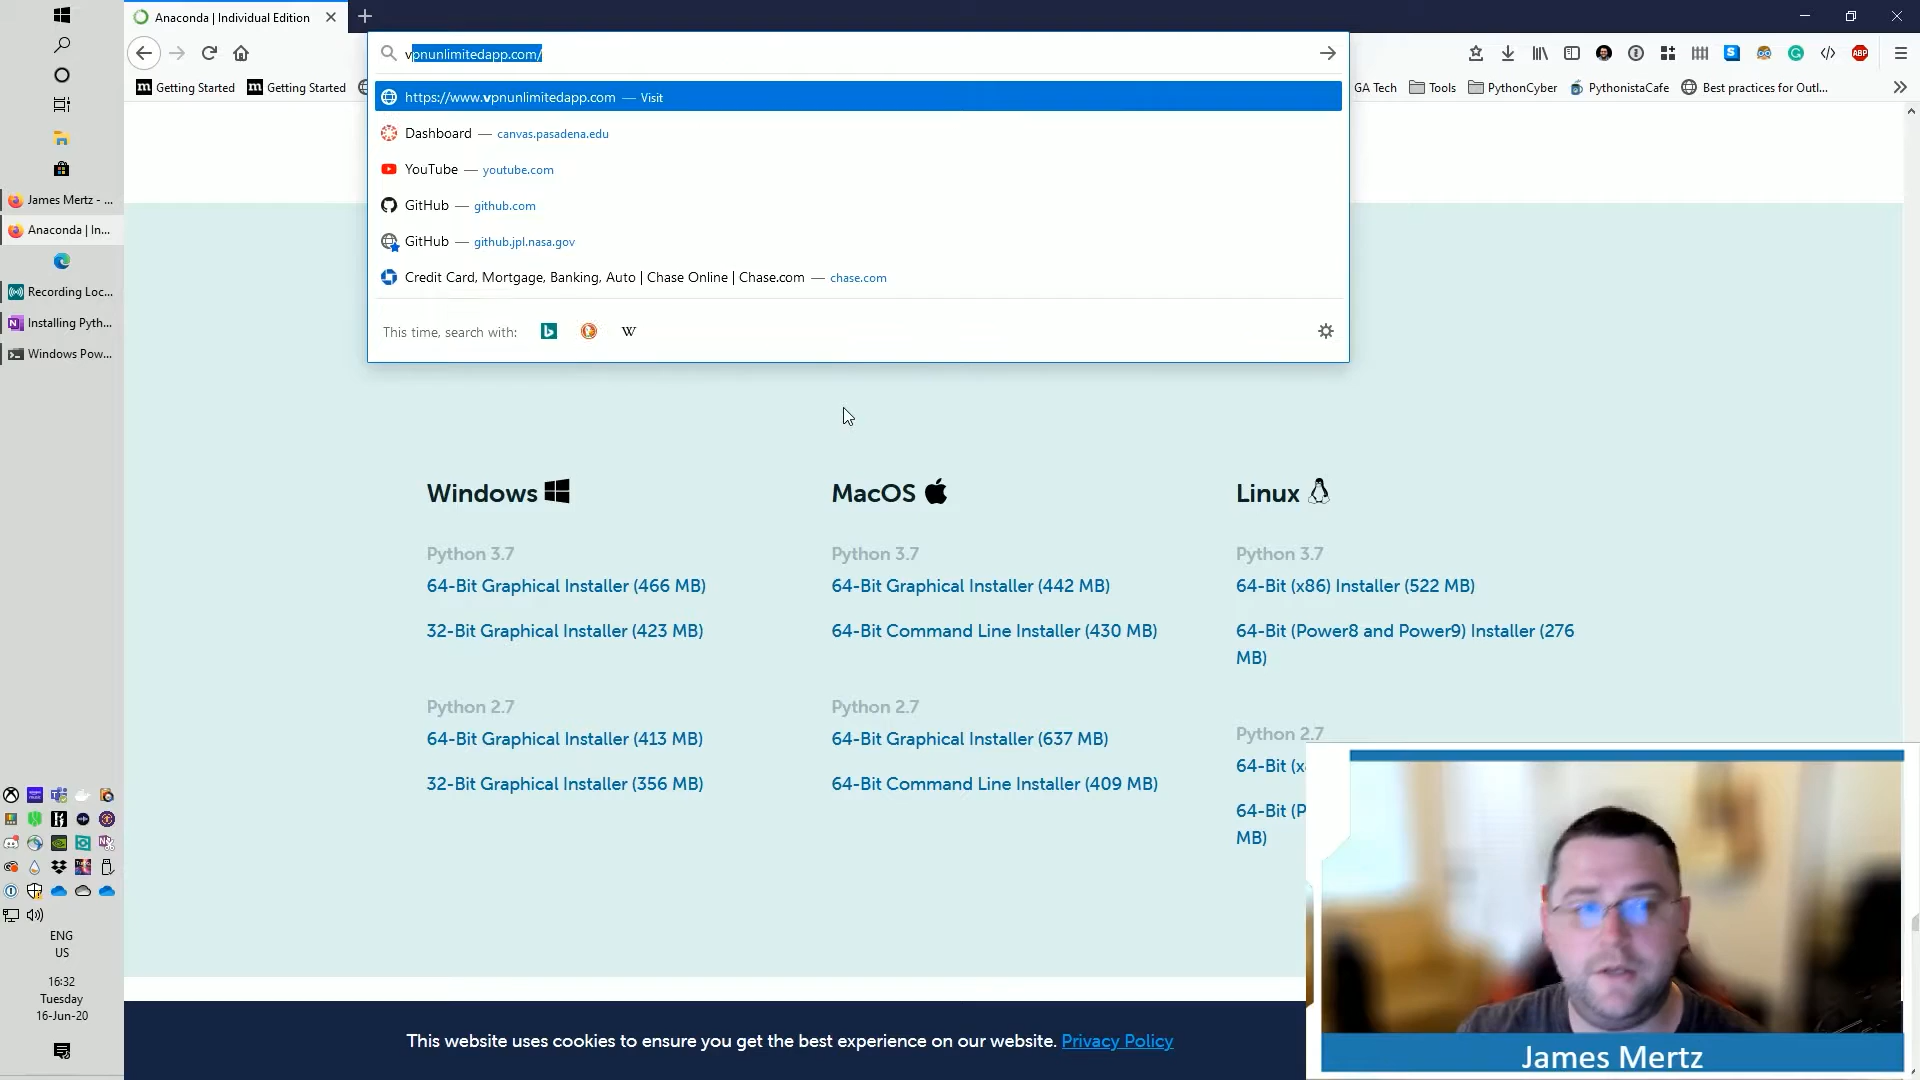 Anaconda | Individual Edition
vpnunlimitedapp.com/
https://www.vpnunlimitedapp.com — Visit
Getting Started
Getting Started
GA Tech
Tools
PythonCyber
PythonistaCafe
Best practices for Outl...
ABP
Dashboard — canvas.pasadena.edu
YouTube — youtube.com
GitHub — github.com
GitHub — github.jpl.nasa.gov
Credit Card, Mortgage, Banking, Auto | Chase Online | Chase.com — chase.com
This time, search with:
James Mertz - ...
Anaconda | In...
Recording Loc...
Installing Pyth...
Windows Pow...
Windows
Python 3.7
64-Bit Graphical Installer (466 MB)
32-Bit Graphical Installer (423 MB)
Python 2.7
64-Bit Graphical Installer (413 MB)
32-Bit Graphical Installer (356 MB)
MacOS
Python 3.7
64-Bit Graphical Installer (442 MB)
64-Bit Command Line Installer (430 MB)
Python 2.7
64-Bit Graphical Installer (637 MB)
64-Bit Command Line Installer (409 MB)
Linux
Python 3.7
64-Bit (x86) Installer (522 MB)
64-Bit (Power8 and Power9) Installer (276
MB)
Python 2.7
64-Bit (x
64-Bit (P
MB)
ENG
US
16:32
Tuesday
16-Jun-20
This website uses cookies to ensure you get the best experience on our website. Privacy Policy
James Mertz